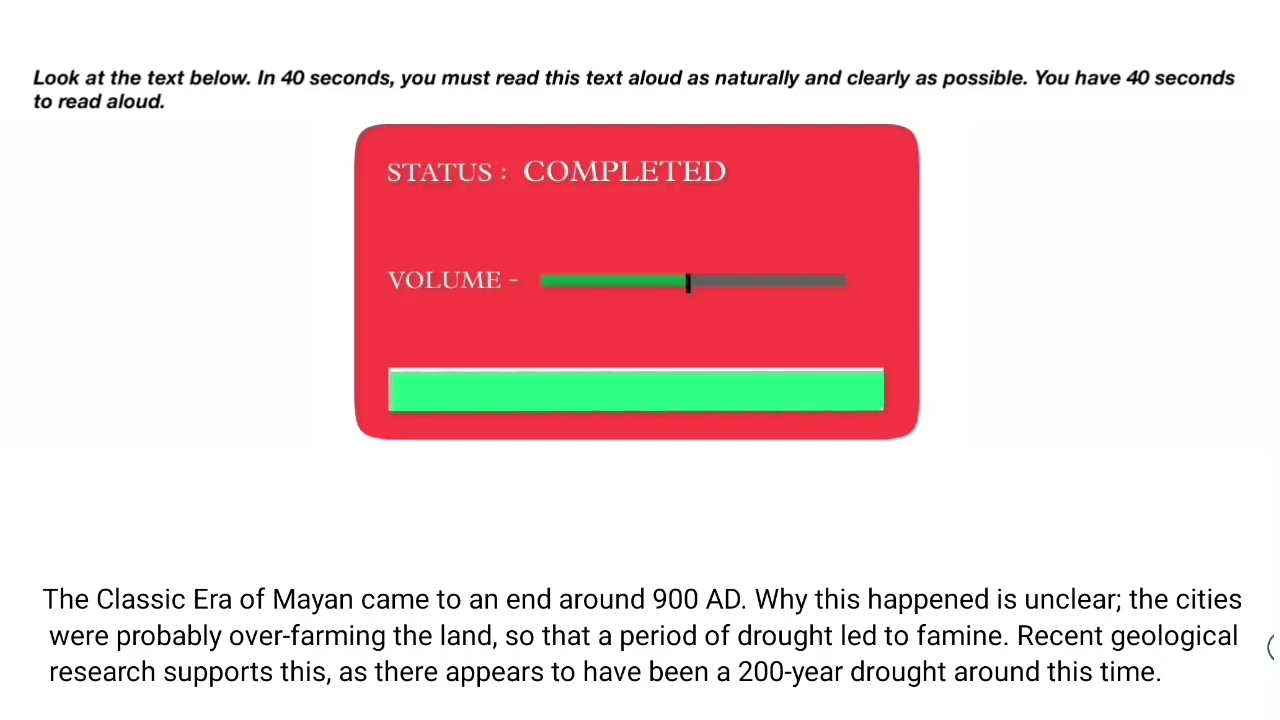 Look at the text below. In 40 seconds, you must read this text aloud as naturally and clearly as possible. You have 40 seconds
to read aloud.
STATUS : COMPLETED
VOLUME -
The Classic Era of Mayan came to an end around 900 AD. Why this happened is unclear; the cities
were probably over-farming the land, so that a period of drought led to famine. Recent geological
research supports this, as there appears to have been a 200-year drought around this time.